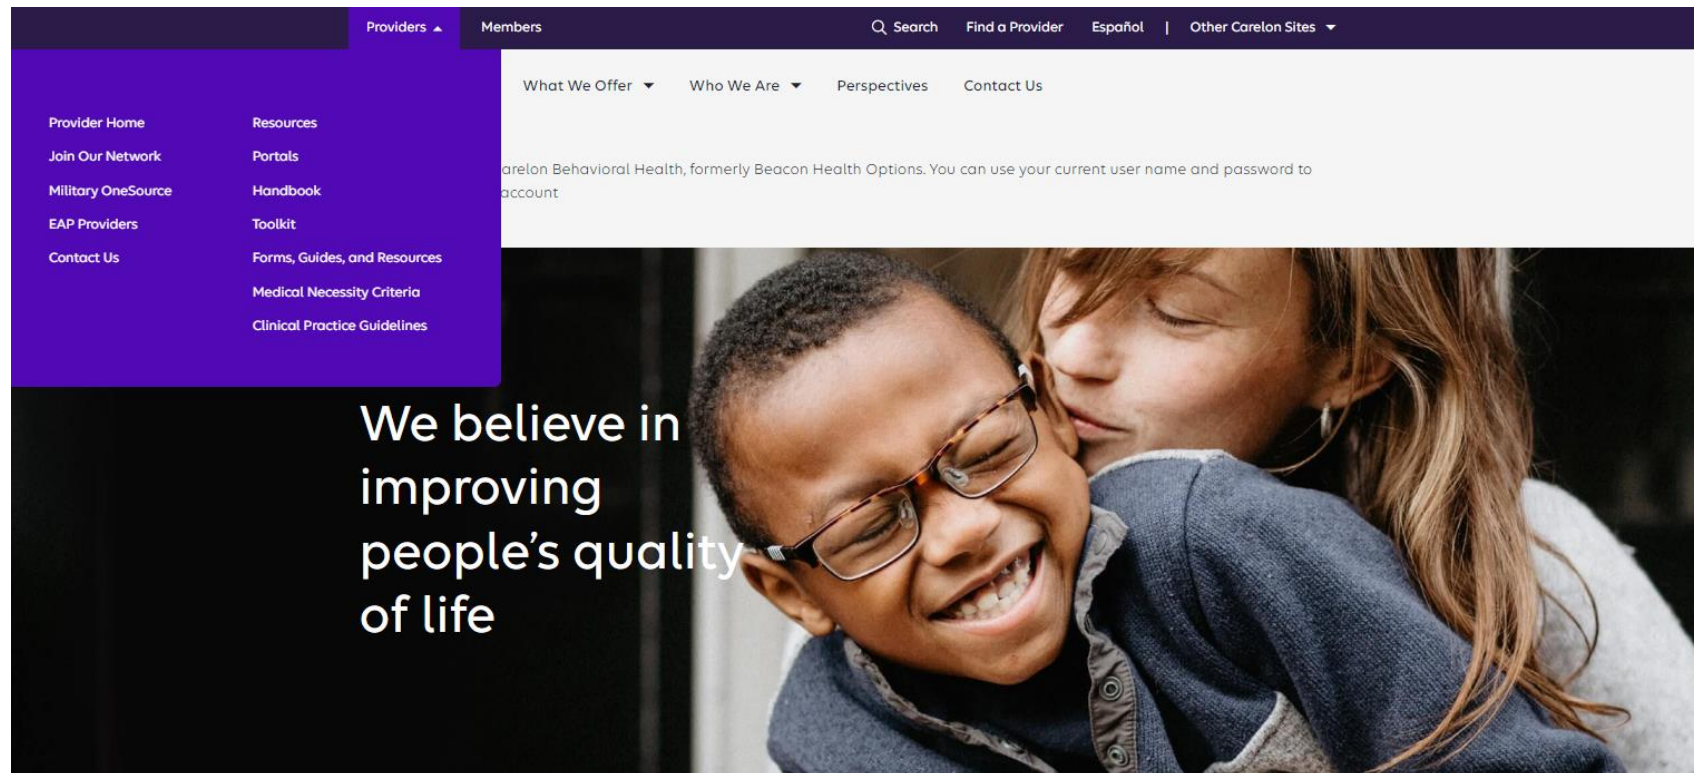 Providers Members Search Find a Provider Español | Other Carelon Sites
What We Offer Who We Are Perspectives Contact Us
Provider Home
Join Our Network
Military OneSource
EAP Providers
Contact Us
Resources
Portals
Handbook
Toolkit
Forms, Guides, and Resources
Medical Necessity Criteria
Clinical Practice Guidelines
arelon Behavioral Health, formerly Beacon Health Options. You can use your current user name and password to
account
We believe in
improving
people's quality
of life